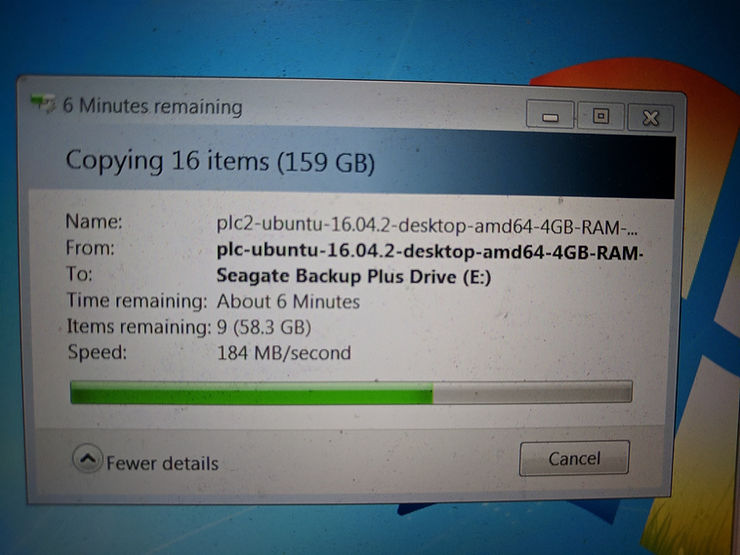 6 Minutes remaining
Copying 16 items (159 GB)
Name: plc2-ubuntu-16.04.2-desktop-amd64-4GB-RAM-...
From: plc-ubuntu-16.04.2-desktop-amd64-4GB-RAM-
To: Seagate Backup Plus Drive (E:)
Time remaining: About 6 Minutes
Items remaining: 9 (58.3 GB)
Speed: 184 MB/second
Fewer details
Cancel